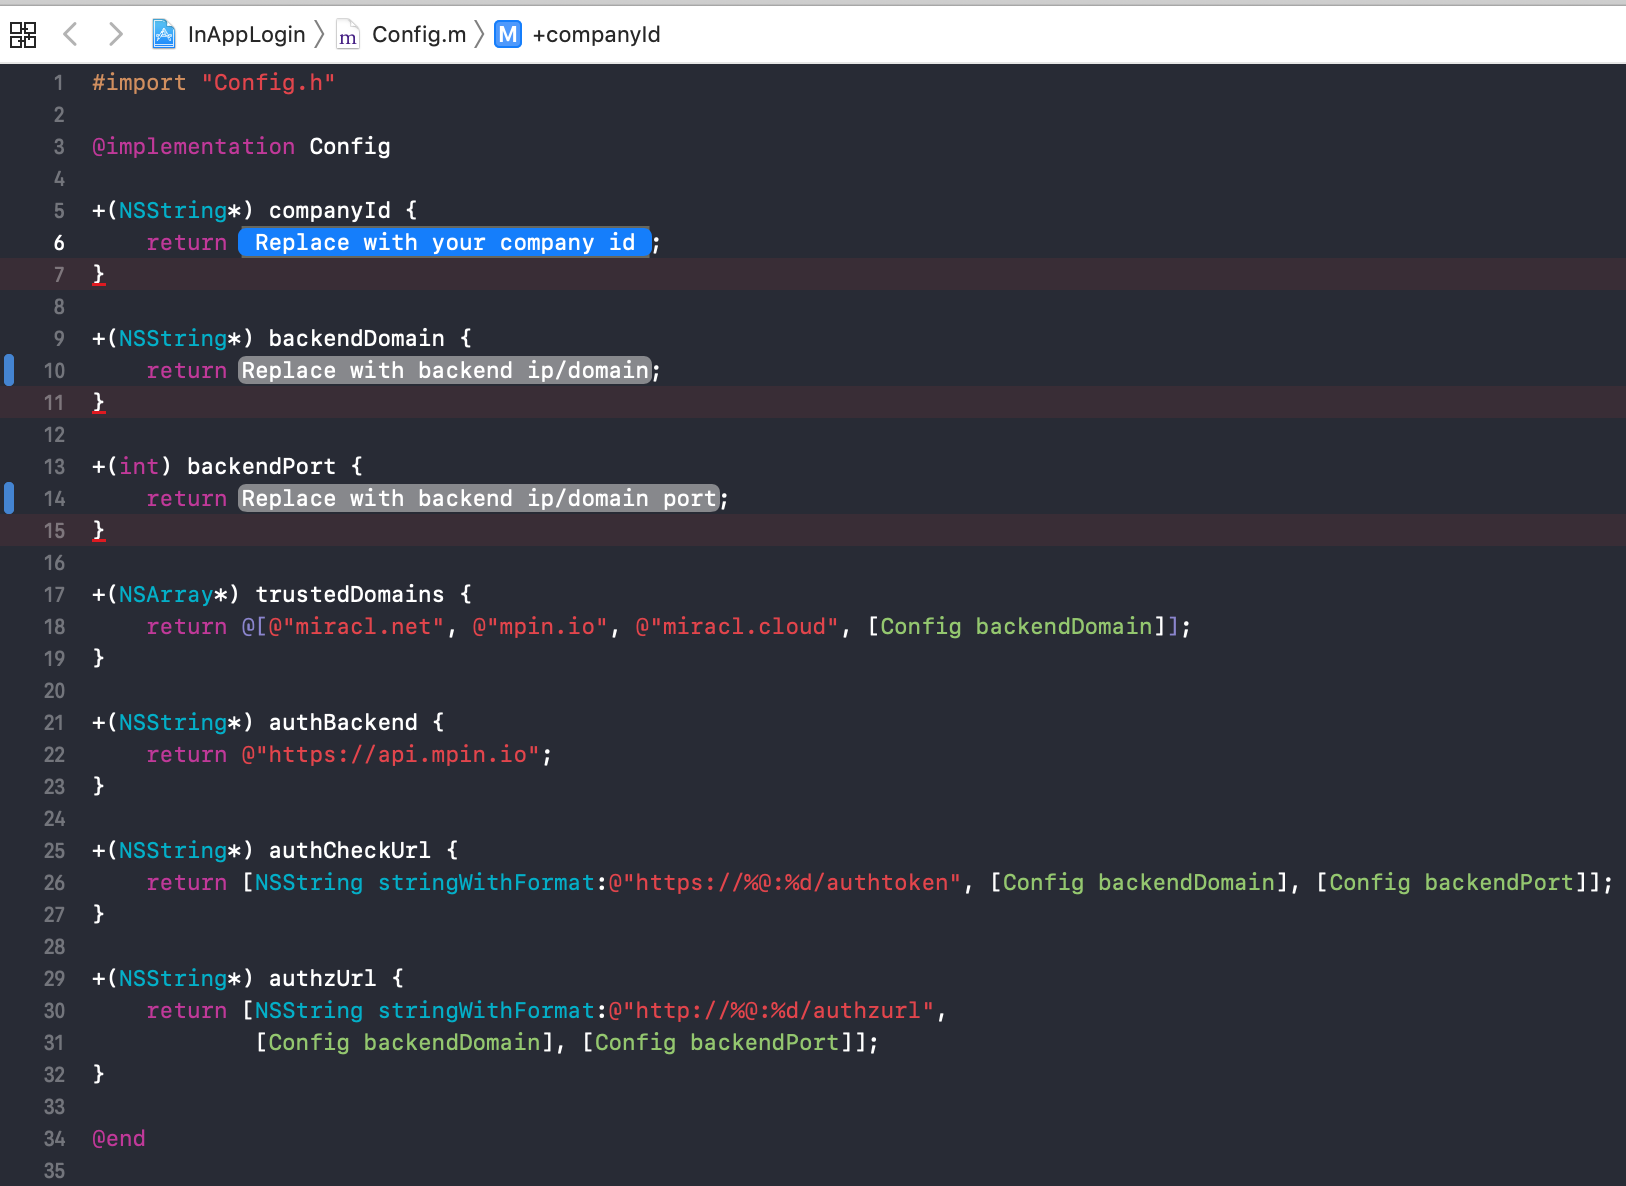 InAppLogin Config.m M +companyId
1 #import "Config.h"
2
3 @implementation Config
4
5 +(NSString*) companyId {
6     return Replace with your company id ;
7 }
8
9 +(NSString*) backendDomain {
10     return Replace with backend ip/domain;
11 }
12
13 +(int) backendPort {
14     return Replace with backend ip/domain port;
15 }
16
17 +(NSArray*) trustedDomains {
18     return @[@"miracl.net", @"mpin.io", @"miracl.cloud", [Config backendDomain]];
19 }
20
21 +(NSString*) authBackend {
22     return @"https://api.mpin.io";
23 }
24
25 +(NSString*) authCheckUrl {
26     return [NSString stringWithFormat:@"https://%@:%d/authtoken", [Config backendDomain], [Config backendPort]];
27 }
28
29 +(NSString*) authzUrl {
30     return [NSString stringWithFormat:@"http://%@:%d/authzurl",
31             [Config backendDomain], [Config backendPort]];
32 }
33
34 @end
35